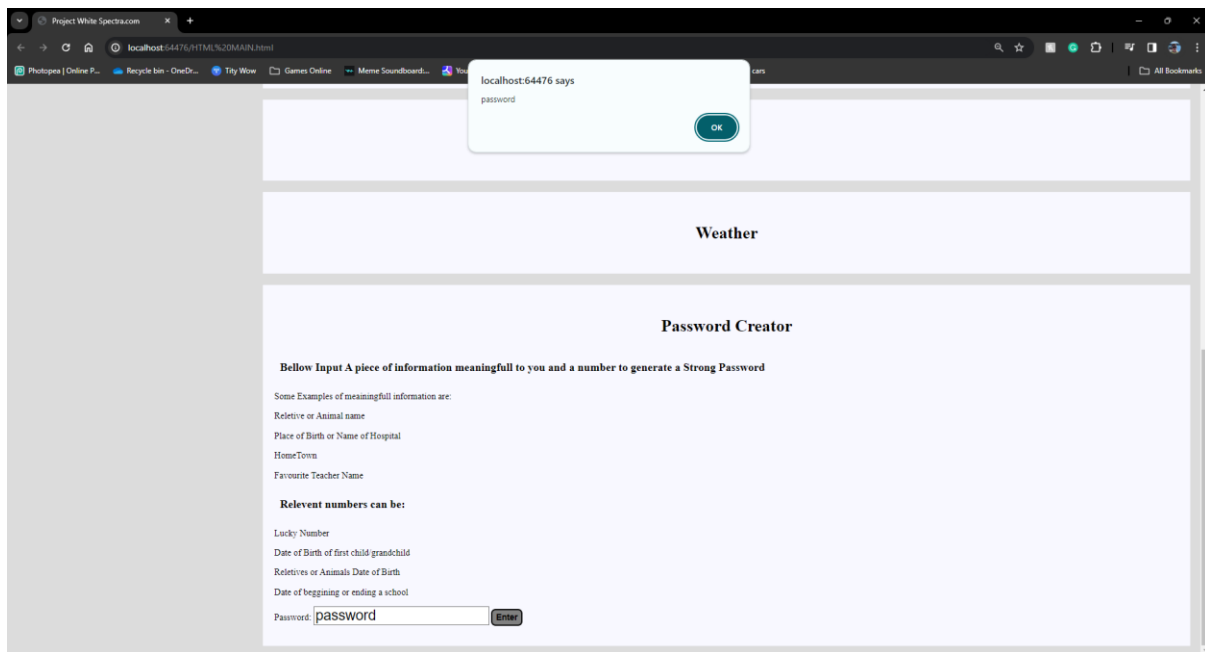 Project White Spectra.com
localhost:64476/HTML%20MAIN.html
Photopea | Online P... Recycle bin - OneDr... Tity Wow Games Online Meme Soundboard:... You cars All Bookmarks
localhost:64476 says
password
OK
Weather
Password Creator
Bellow Input A piece of information meaningfull to you and a number to generate a Strong Password
Some Examples of meainingfull information are:
Reletive or Animal name
Place of Birth or Name of Hospital
HomeTown
Favourite Teacher Name
Relevent numbers can be:
Lucky Number
Date of Birth of first child/grandchild
Reletives or Animals Date of Birth
Date of beggining or ending a school
Password: password Enter